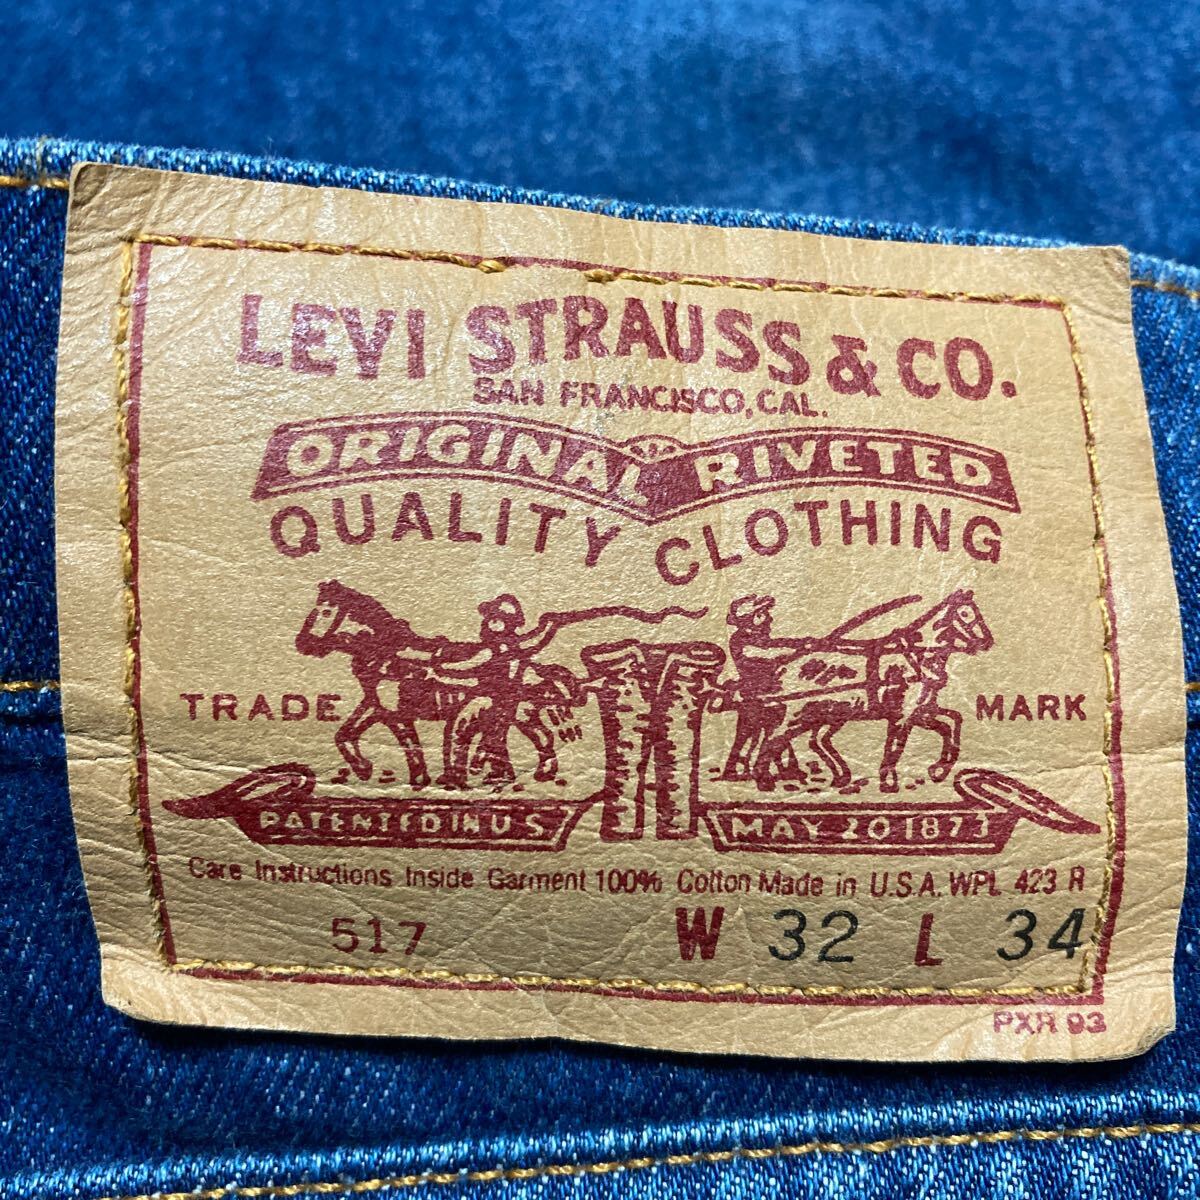 LEVI STRAUSS & CO.
SAN FRANCISCO, CAL.
ORIGINAL RIVETED
QUALITY CLOTHING
TRADE MARK
PATENTED IN U.S. MAY 20 1873
Care Instructions Inside Garment 100% Cotton Made in U.S.A. WPL 423 R
517 W 32 L 34
PXR 93